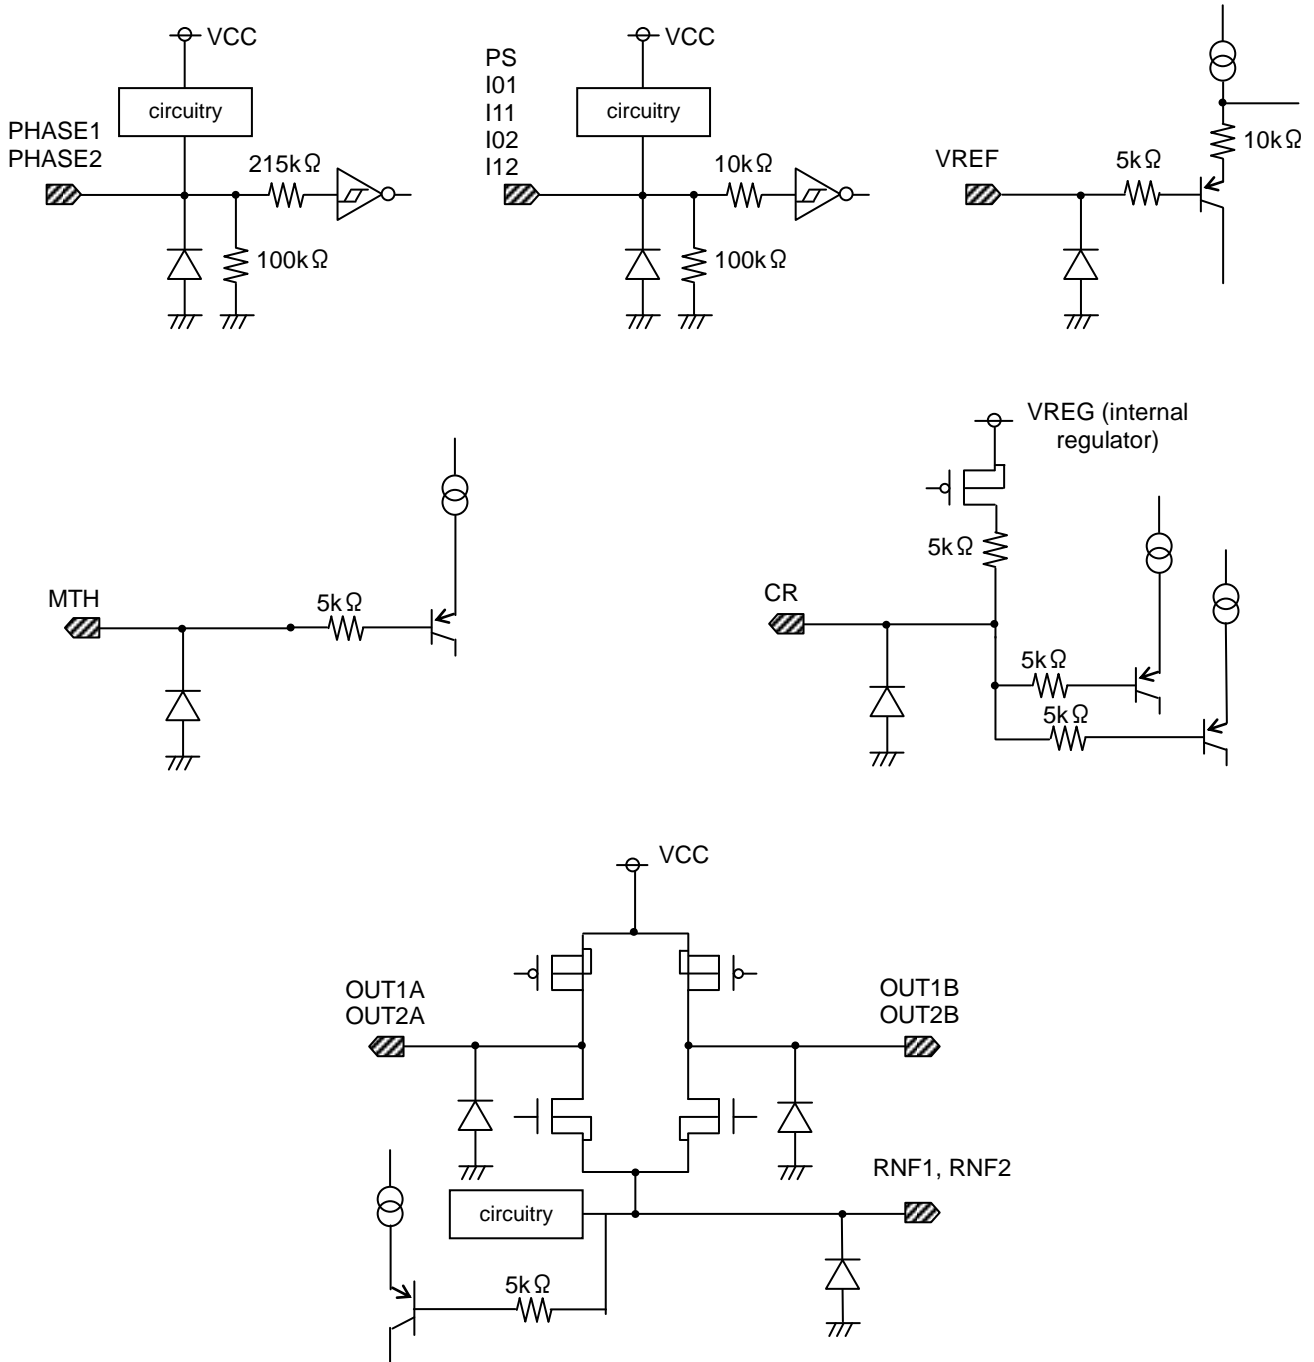 VCC
circuitry
PHASE1
PHASE2
215kΩ
100kΩ
VCC
PS
I01
I11
I02
I12
circuitry
10kΩ
100kΩ
VREF
5kΩ
10kΩ
MTH
5kΩ
VREG (internal
regulator)
5kΩ
CR
5kΩ
5kΩ
VCC
OUT1A
OUT2A
OUT1B
OUT2B
RNF1, RNF2
circuitry
5kΩ